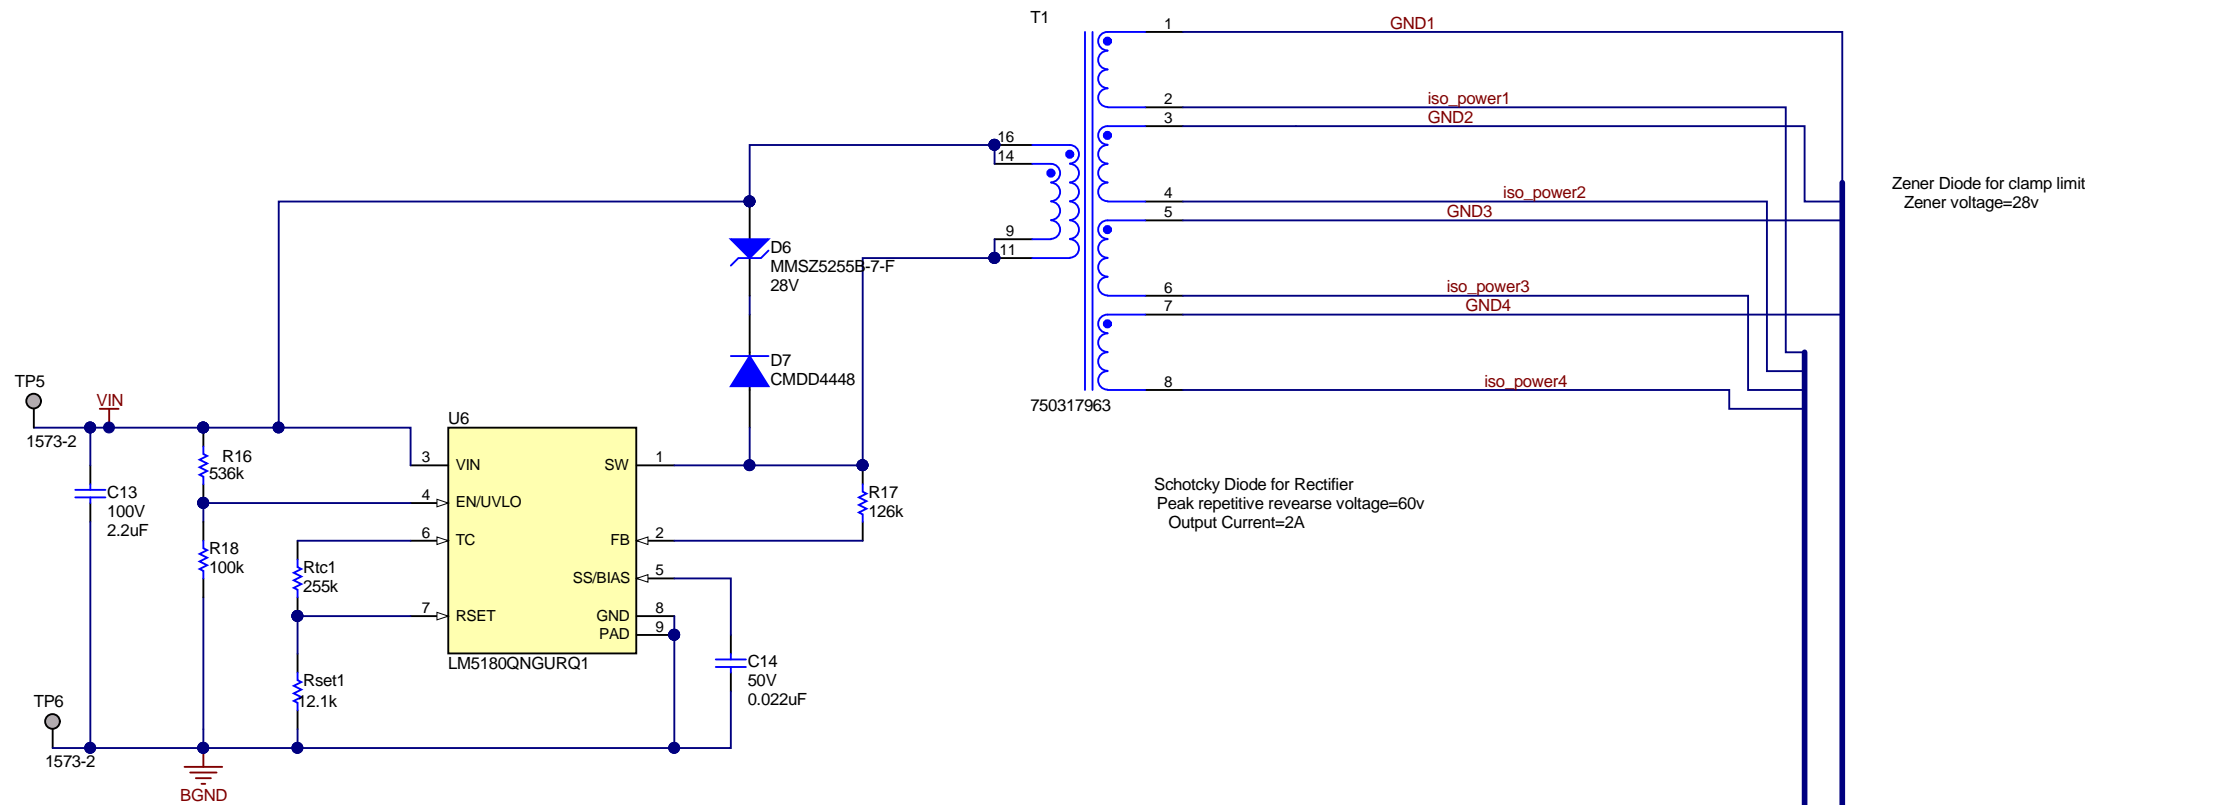 T1
1
GND1
2
iso_power1
3
GND2
16
14
4
iso_power2
5
GND3
9
11
6
iso_power3
7
GND4
8
iso_power4
750317963
Zener Diode for clamp limit
Zener voltage=28v
D6
MMSZ5255B-7-F
28V
D7
CMDD4448
TP5
1573-2
VIN
C13
100V
2.2uF
R16
536k
R18
100k
Rtc1
255k
Rset1
12.1k
U6
3
VIN
SW
1
4
EN/UVLO
6
TC
FB
2
SS/BIAS
5
7
RSET
GND
8
PAD
9
LM5180QNGURQ1
R17
126k
C14
50V
0.022uF
Schotcky Diode for Rectifier
Peak repetitive revearse voltage=60v
Output Current=2A
TP6
1573-2
BGND